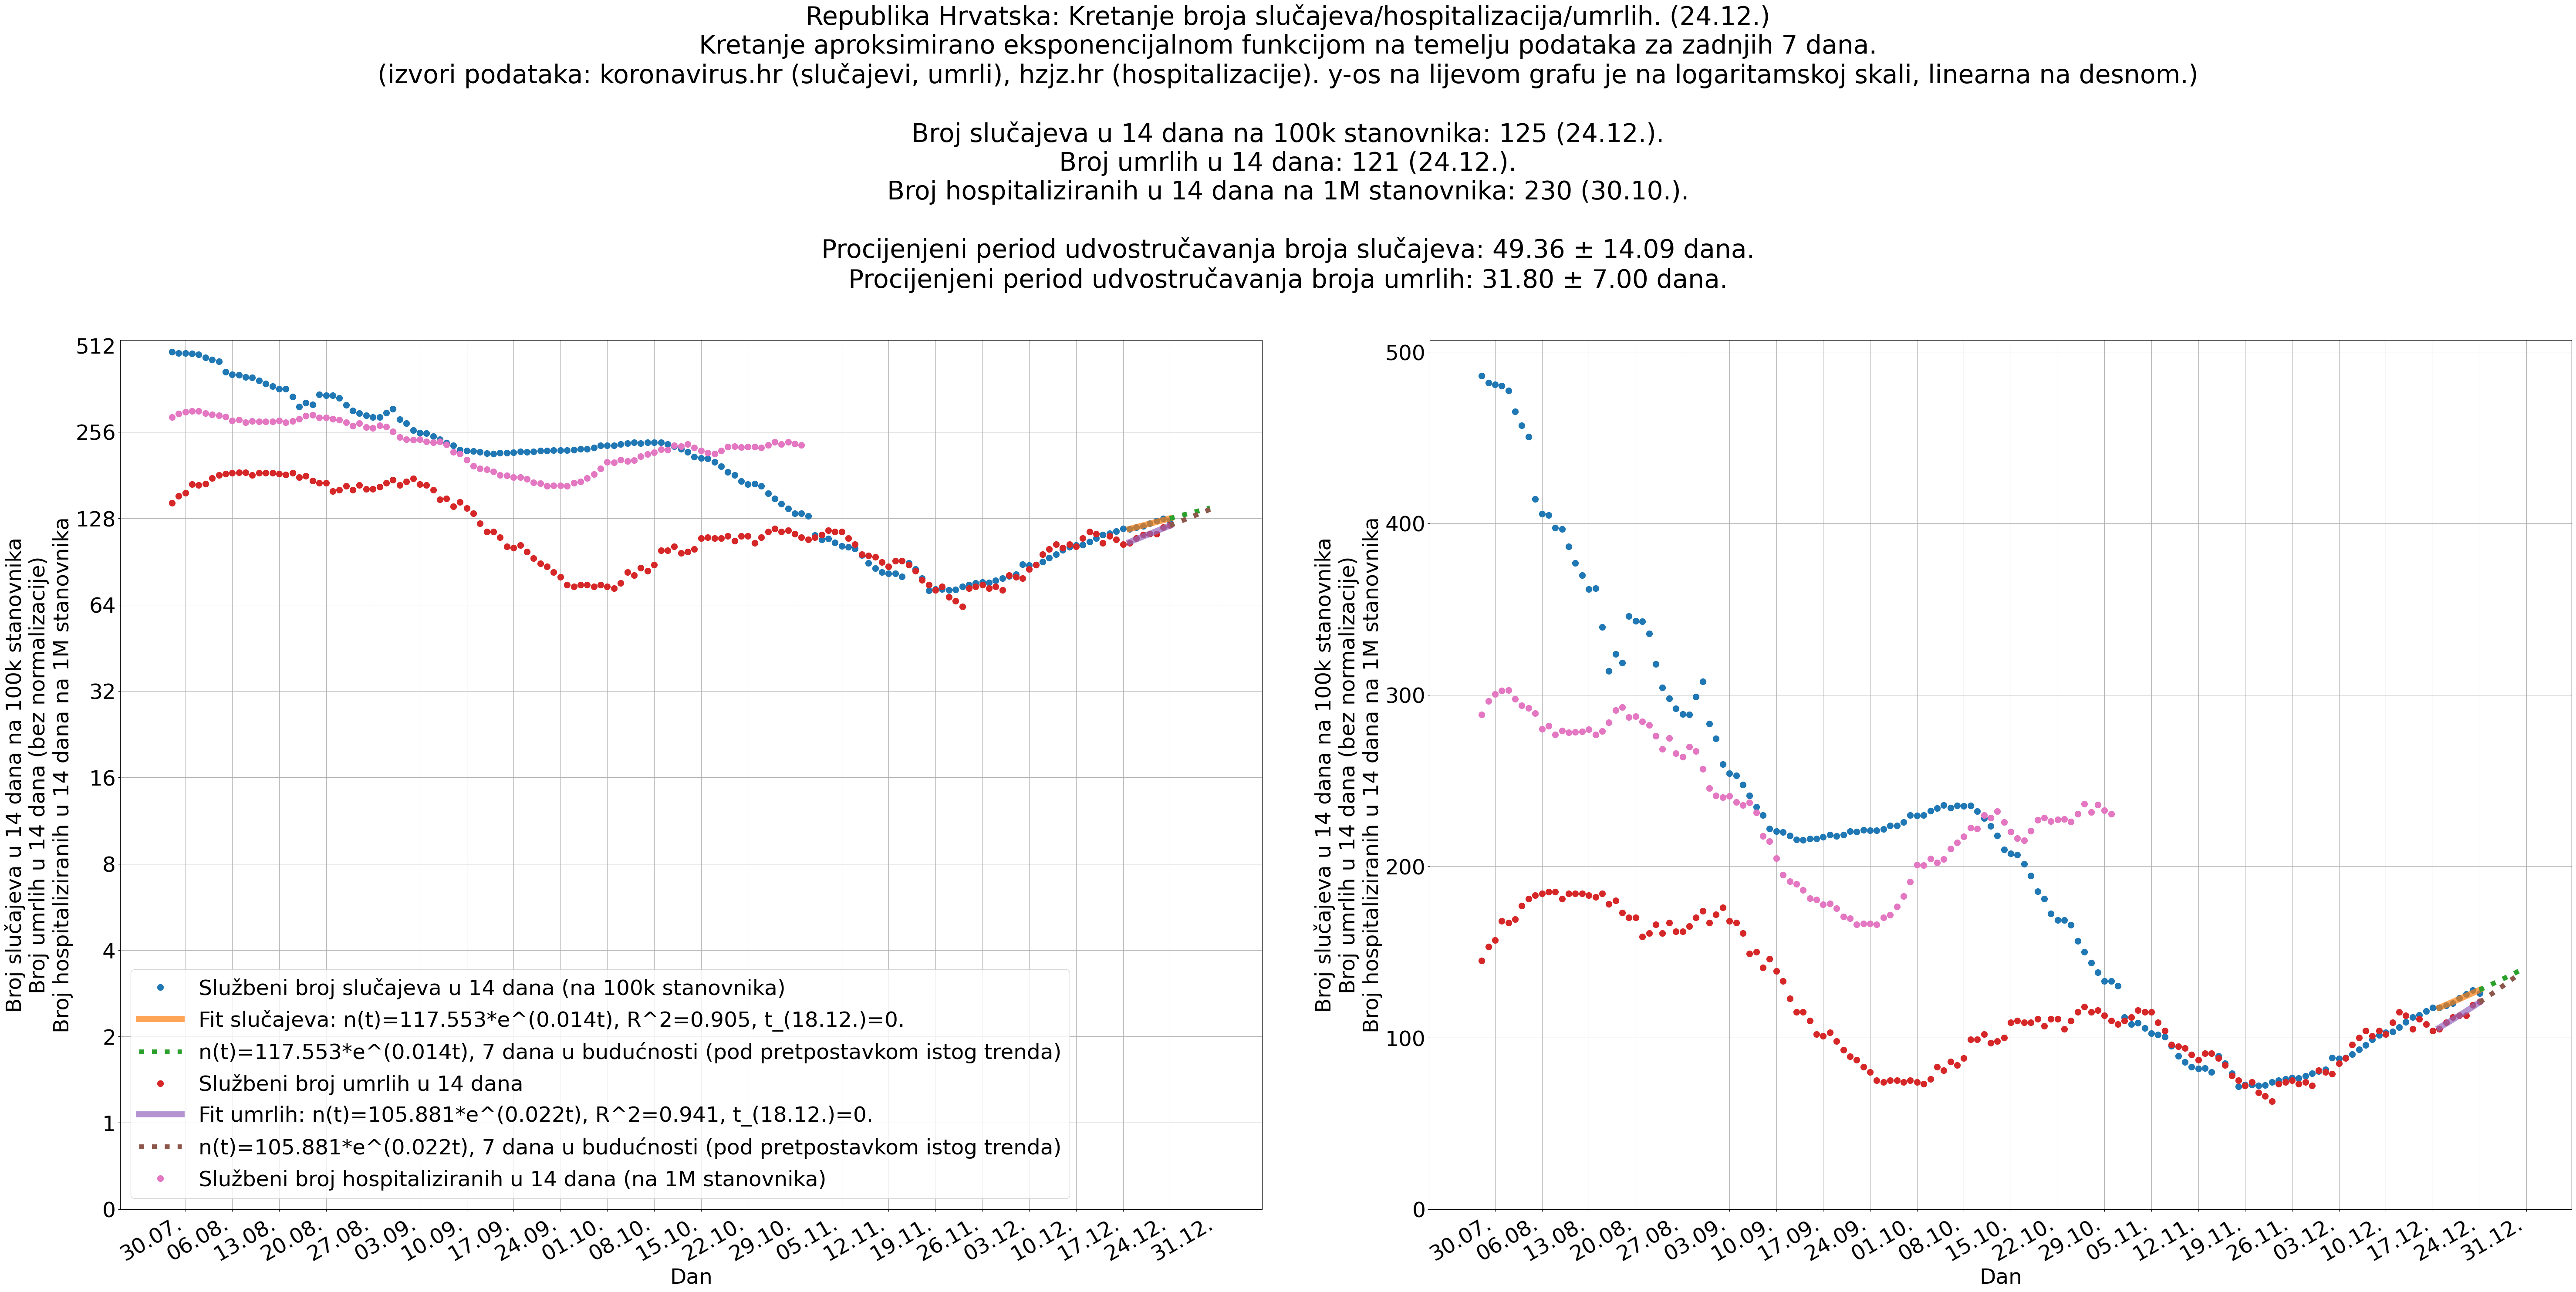 Republika Hrvatska: Kretanje broja slučajeva/hospitalizacija/umrlih. (24.12.)
Kretanje aproksimirano eksponencijalnom funkcijom na temelju podataka za zadnjih 7 dana.
(izvori podataka: koronavirus.hr (slučajevi, umrli), hzjz.hr (hospitalizacije). y-os na lijevom grafu je na logaritamskoj skali, linearna na desnom.)
Broj slučajeva u 14 dana na 100k stanovnika: 125 (24.12.).
Broj umrlih u 14 dana: 121 (24.12.).
Broj hospitaliziranih u 14 dana na 1M stanovnika: 230 (30.10.).
Procijenjeni period udvostručavanja broja slučajeva: 49.36 ± 14.09 dana.
Procijenjeni period udvostručavanja broja umrlih: 31.80 ± 7.00 dana.
Broj slučajeva u 14 dana na 100k stanovnika
Broj umrlih u 14 dana (bez normalizacije)
Broj hospitaliziranih u 14 dana na 1M stanovnika
512
256
128
64
32
16
8
4
2
1
0
Službeni broj slučajeva u 14 dana (na 100k stanovnika)
Fit slučajeva: n(t)=117.553*e^(0.014t), R^2=0.905, t_(18.12.)=0.
n(t)=117.553*e^(0.014t), 7 dana u budućnosti (pod pretpostavkom istog trenda)
Službeni broj umrlih u 14 dana
Fit umrlih: n(t)=105.881*e^(0.022t), R^2=0.941, t_(18.12.)=0.
n(t)=105.881*e^(0.022t), 7 dana u budućnosti (pod pretpostavkom istog trenda)
Službeni broj hospitaliziranih u 14 dana (na 1M stanovnika)
30.07. 06.08. 13.08. 20.08. 27.08. 03.09. 10.09. 17.09. 24.09. 01.10. 08.10. 15.10. 22.10. 29.10. 05.11. 12.11. 19.11. 26.11. 03.12. 10.12. 17.12. 24.12. 31.12.
Dan
Broj slučajeva u 14 dana na 100k stanovnika
Broj umrlih u 14 dana (bez normalizacije)
Broj hospitaliziranih u 14 dana na 1M stanovnika
500
400
300
200
100
0
30.07. 06.08. 13.08. 20.08. 27.08. 03.09. 10.09. 17.09. 24.09. 01.10. 08.10. 15.10. 22.10. 29.10. 05.11. 12.11. 19.11. 26.11. 03.12. 10.12. 17.12. 24.12. 31.12.
Dan